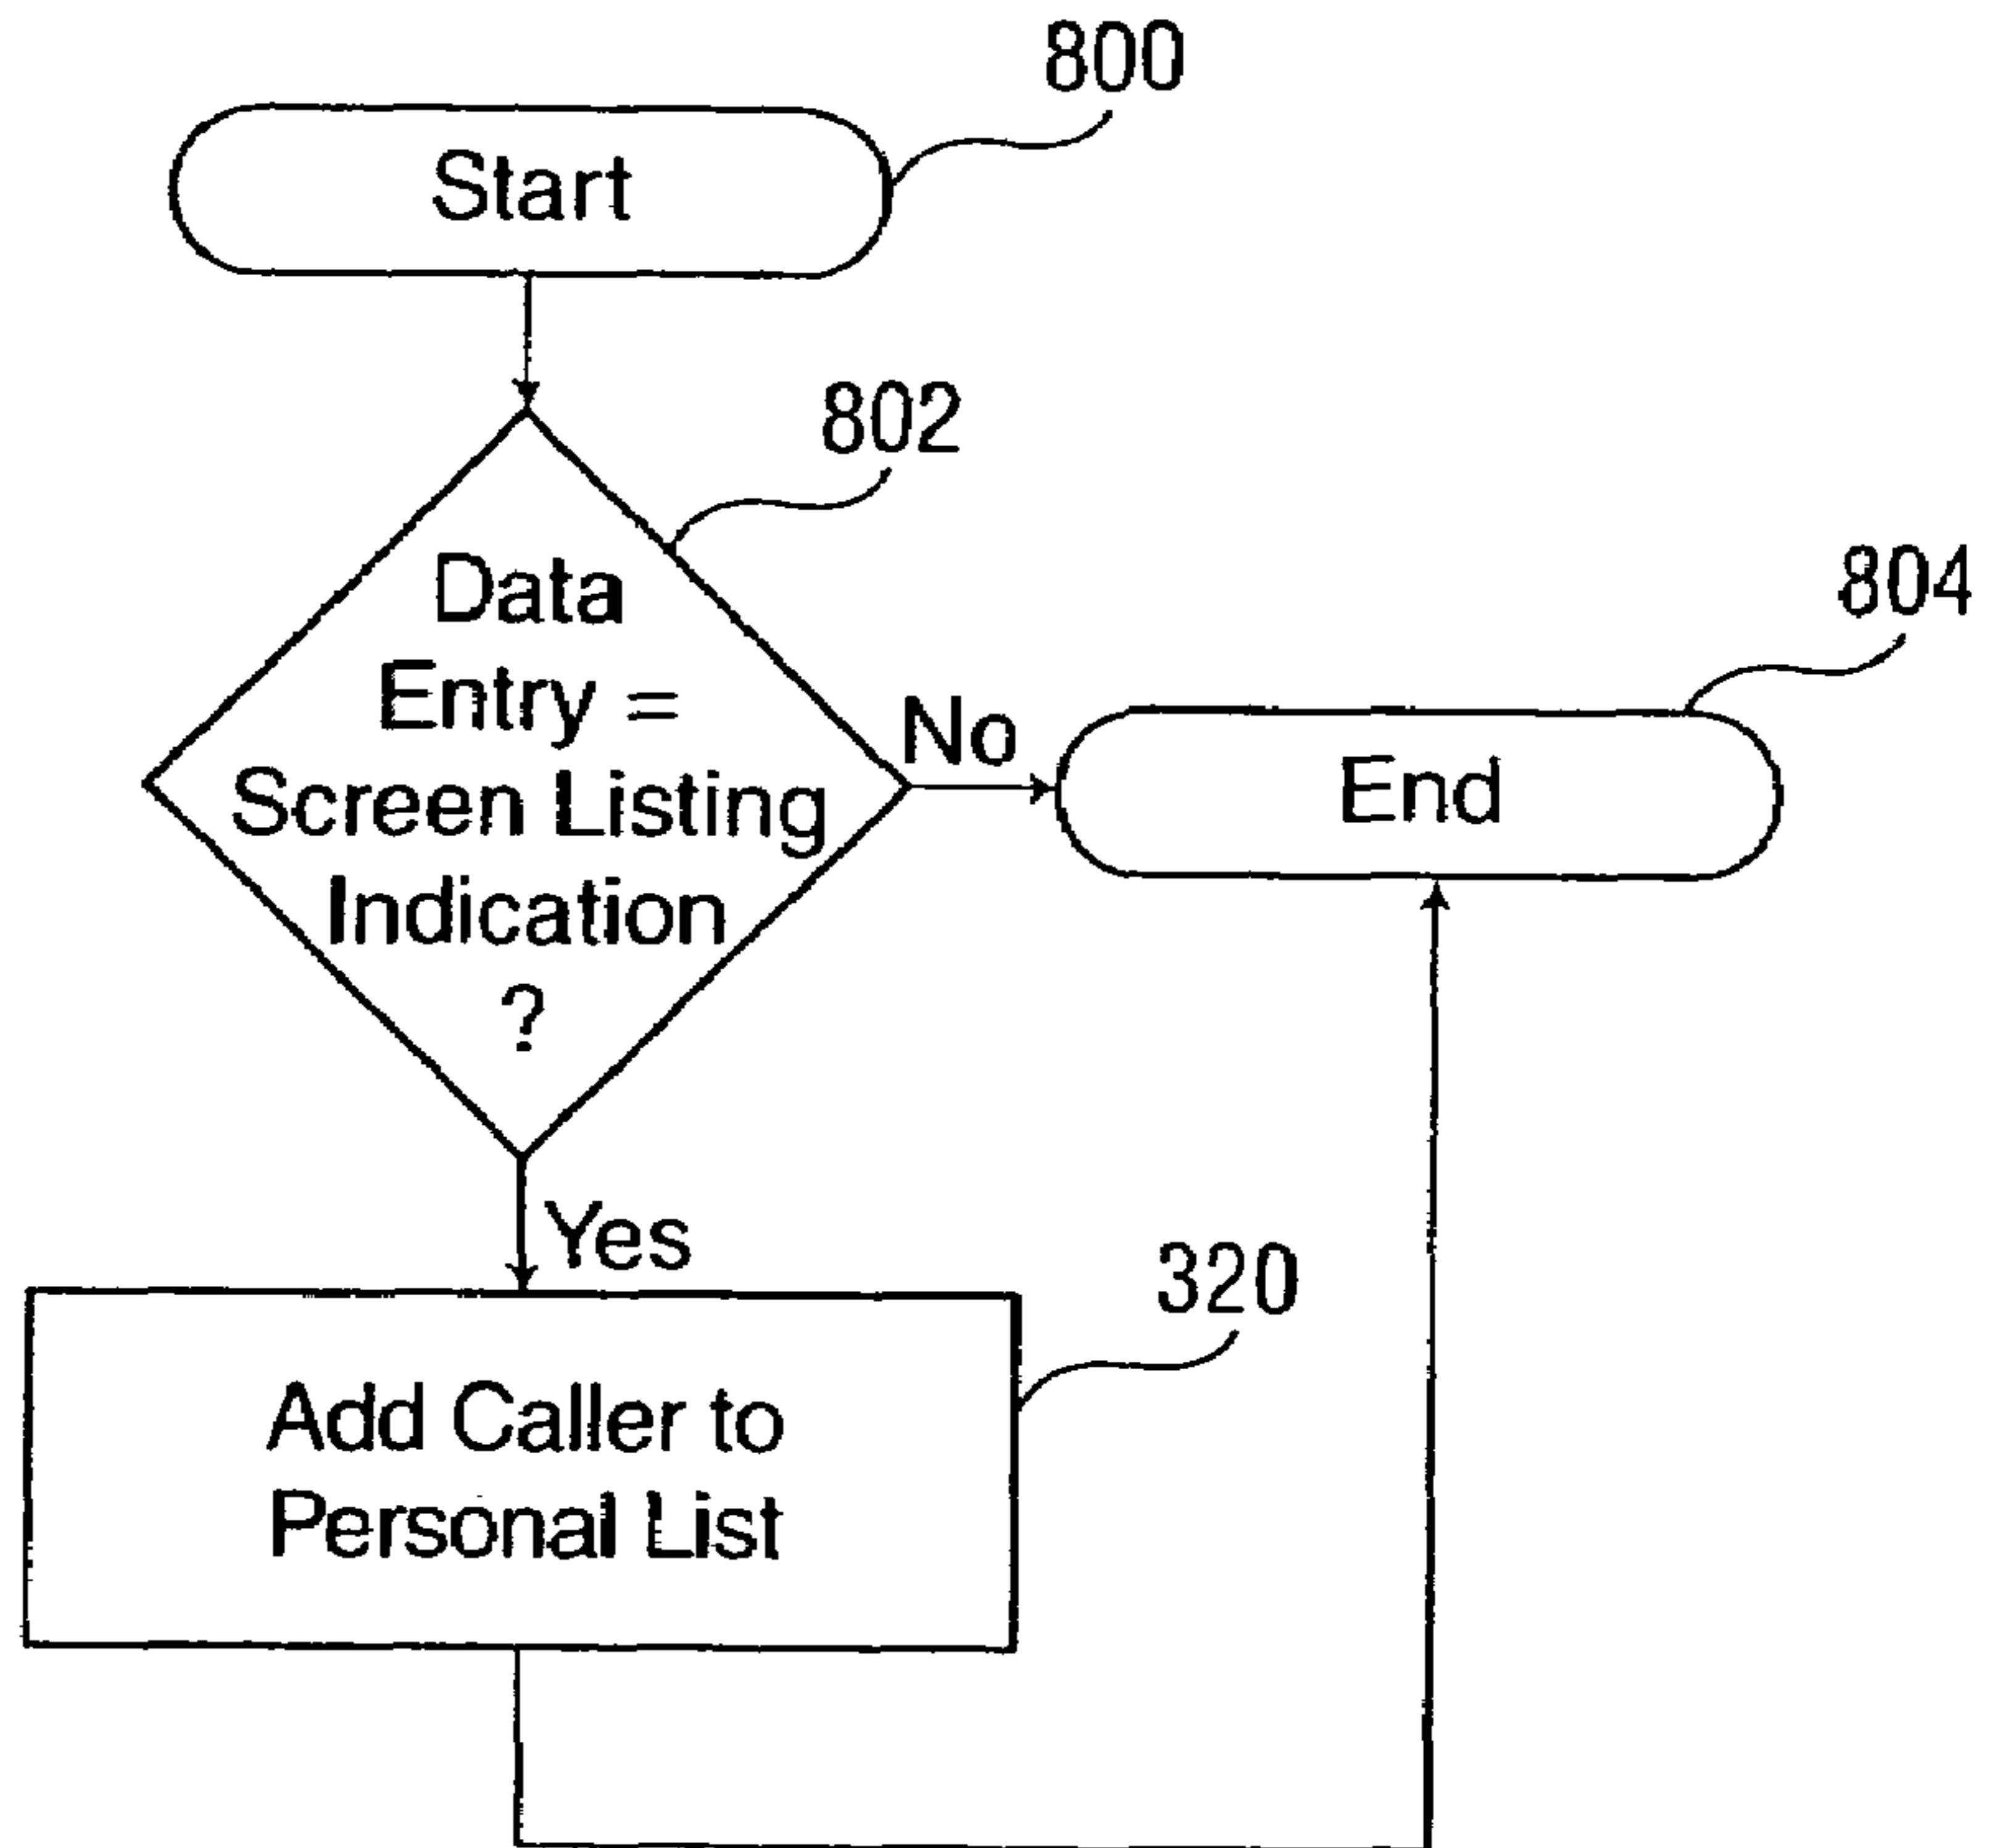 800
Start
802
Data
Entry =
Screen Listing
Indication
?
No
804
End
Yes
320
Add Caller to
Personal List